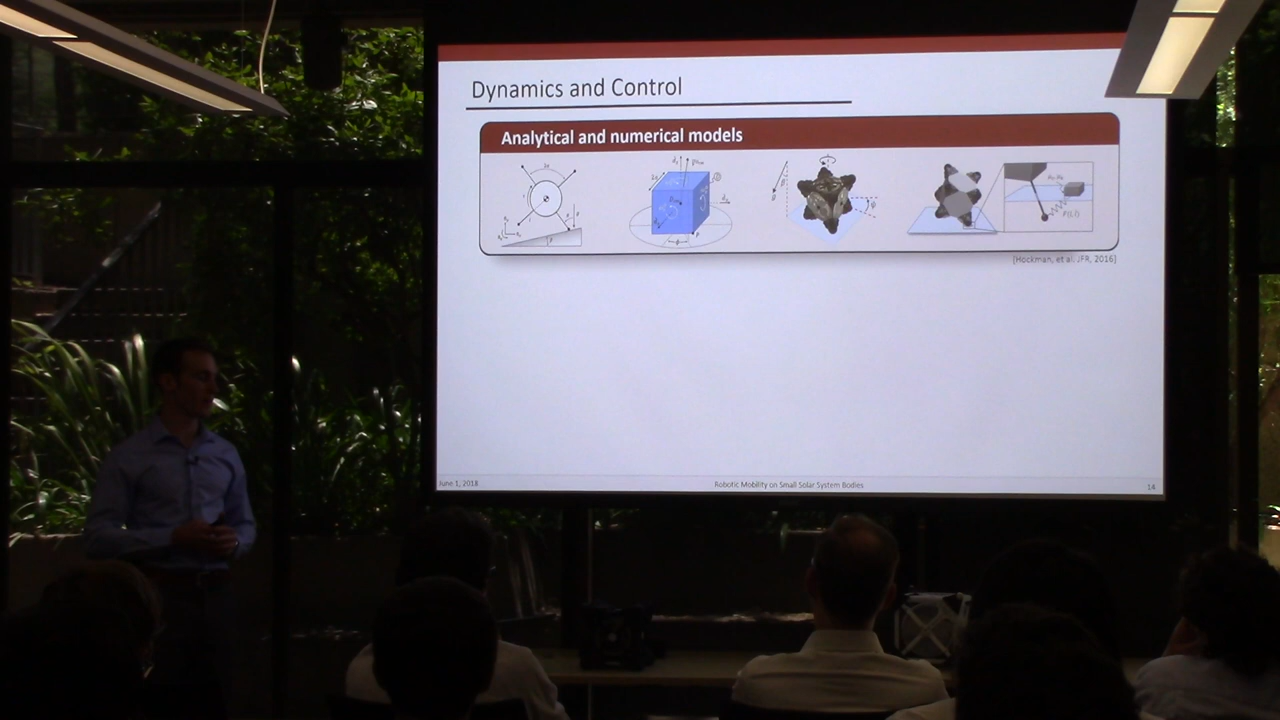 Dynamics and Control
Analytical and numerical models
[Hockman, et al. JFR, 2016]
June 1, 2018
Robotic Mobility on Small Solar System Bodies
14